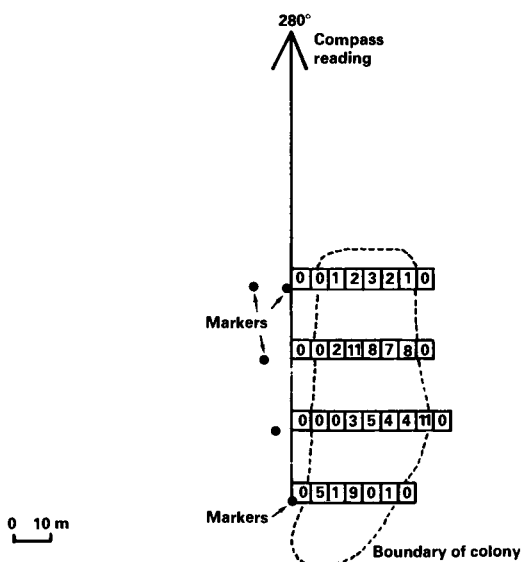 280°
Compass
reading
0 0 1 2 3 2 1 0
Markers
0 0 2 11 8 7 8 0
0 0 0 3 5 4 4 11 0
0 5 1 9 0 1 0
Markers
0 10 m
Boundary of colony